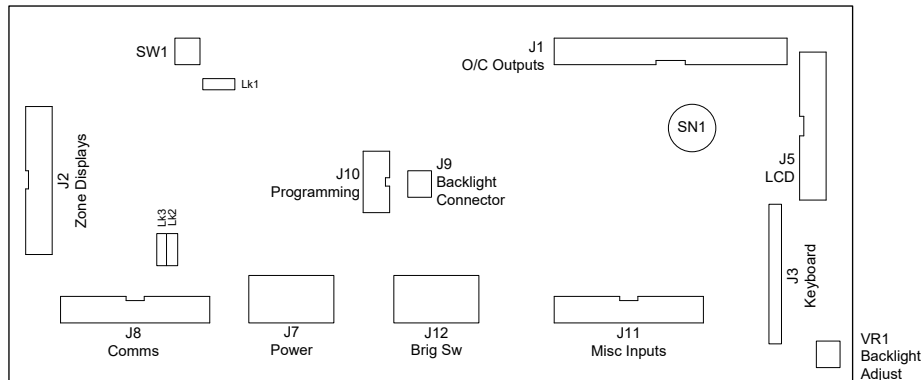 SW1
Lk1
J1
O/C Outputs
SN1
J2
Zone Displays
J10
Programming
J9
Backlight
Connector
J5
LCD
Lk3
Lk2
J3
Keyboard
J8
Comms
J7
Power
J12
Brig Sw
J11
Misc Inputs
VR1
Backlight
Adjust